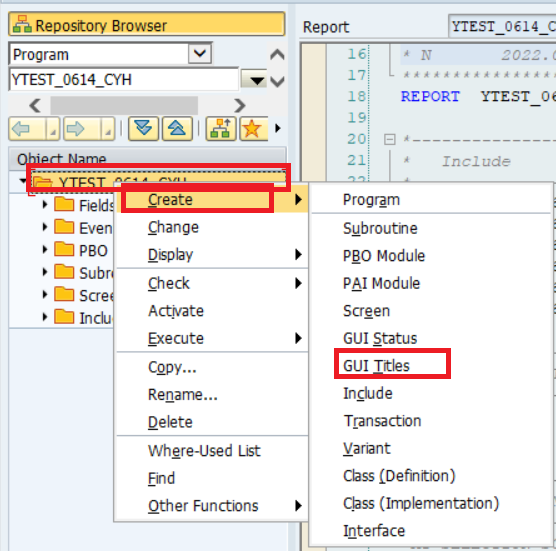 Repository Browser
Program
YTEST_0614_CYH
Object Name
YTEST_0614_CYH
Fields
Even
PBO
Subro
Scree
Includ
Create
Change
Display
Check
Activate
Execute
Copy...
Rename...
Delete
Where-Used List
Find
Other Functions
Program
Subroutine
PBO Module
PAI Module
Screen
GUI Status
GUI Titles
Include
Transaction
Variant
Class (Definition)
Class (Implementation)
Interface
Report
YTEST_0614_C
16 * N 2022.0
17 *****************
18 REPORT YTEST_06
19
20 *-----------------
21 * Include
22 *